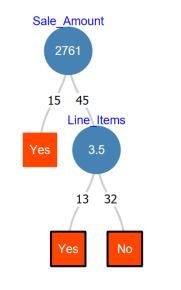 Sale_Amount
2761
15
45
Line_Items
Yes
3.5
13
32
Yes
No